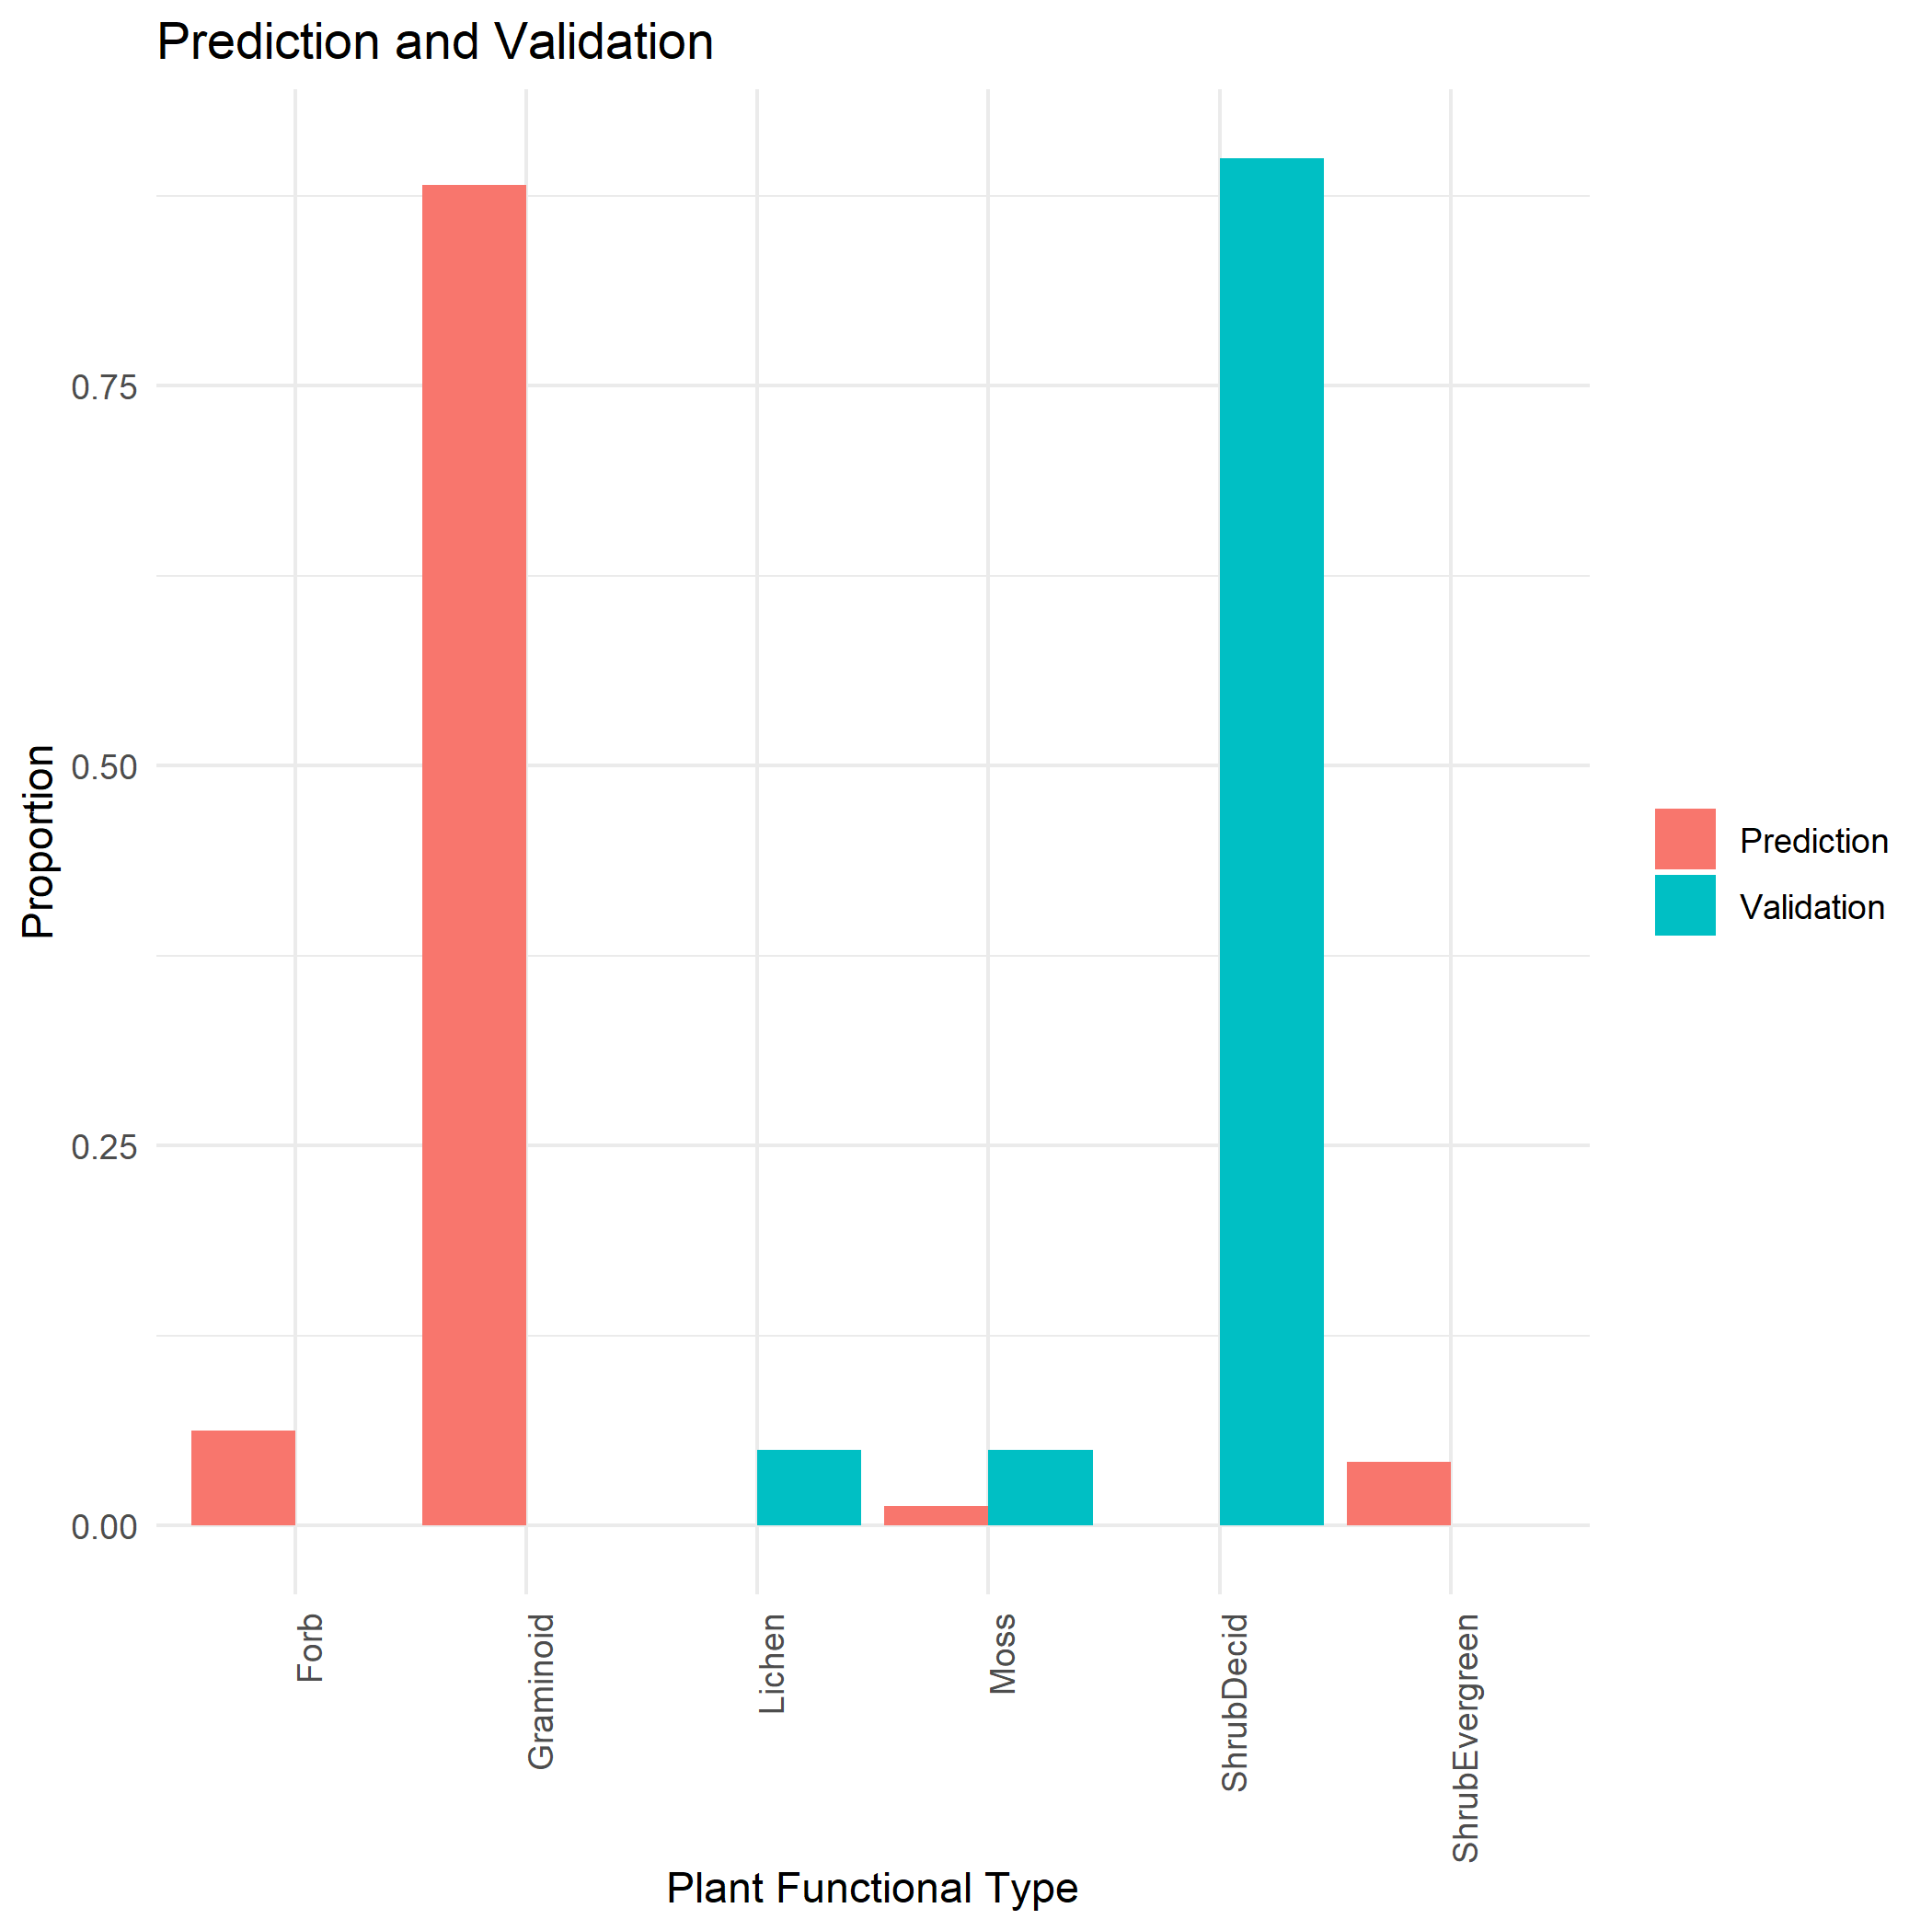 Prediction and Validation
Proportion
0.75
0.50
0.25
0.00
Forb
Graminoid
Lichen
Moss
ShrubDecid
ShrubEvergreen
Plant Functional Type
Prediction
Validation